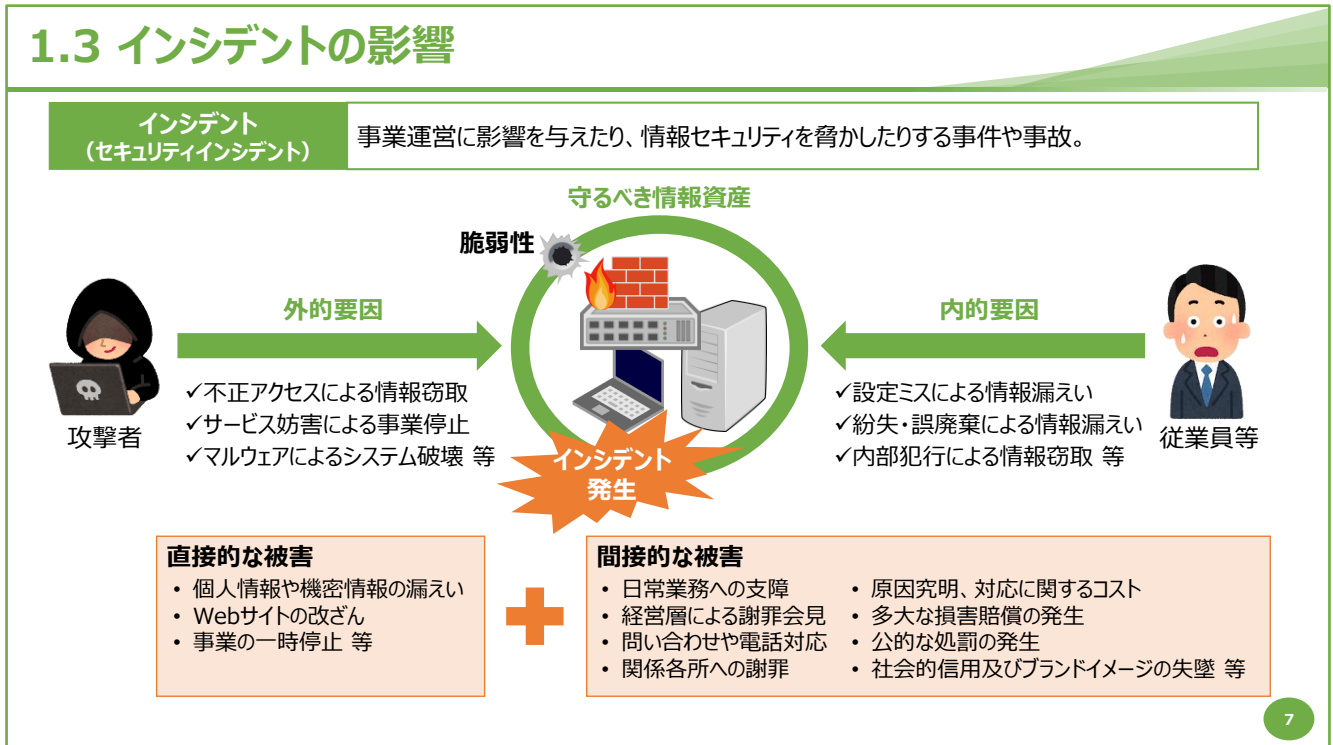 1.3 インシデントの影響
インシデント
（セキュリティインシデント）
事業運営に影響を与えたり、情報セキュリティを脅かしたりする事件や事故。
守るべき情報資産
脆弱性
外的要因
内的要因
✓不正アクセスによる情報窃取
✓サービス妨害による事業停止
✓マルウェアによるシステム破壊 等
攻撃者
✓設定ミスによる情報漏えい
✓紛失・誤廃棄による情報漏えい
✓内部犯行による情報窃取 等
従業員等
インシデント
発生
直接的な被害
• 個人情報や機密情報の漏えい
• Webサイトの改ざん
• 事業の一時停止 等
間接的な被害
• 日常業務への支障
• 経営層による謝罪会見
• 問い合わせや電話対応
• 関係各所への謝罪
• 原因究明、対応に関するコスト
• 多大な損害賠償の発生
• 公的な処罰の発生
• 社会的信用及びブランドイメージの失墜 等
7